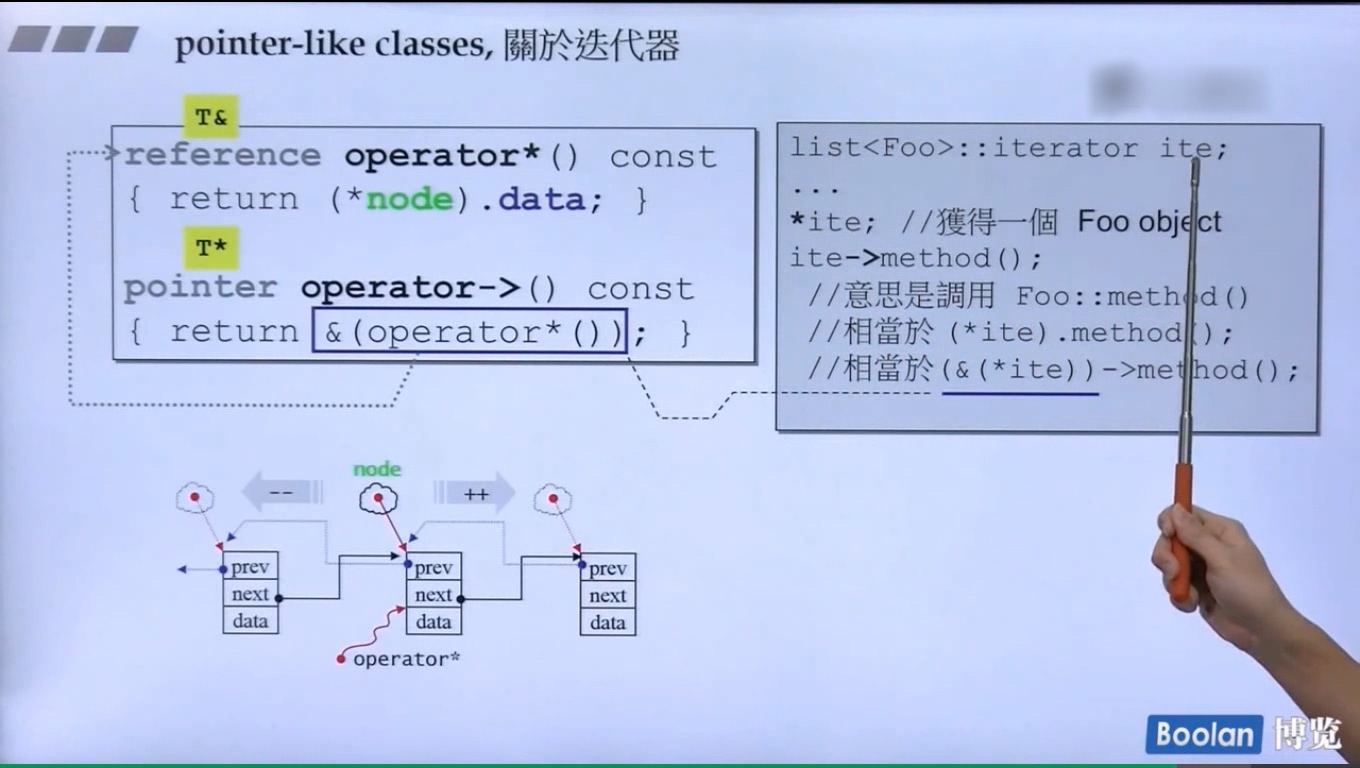 pointer-like classes, 關於迭代器
T&
reference operator*() const
{ return (*node).data; }
T*
pointer operator->() const
{ return &(operator*()); }
list<Foo>::iterator ite;
...
*ite; //獲得一個 Foo object
ite->method();
//意思是調用 Foo::method()
//相當於 (*ite).method();
//相當於(&(*ite))->method();
node
--
++
prev
next
data
prev
next
data
prev
next
data
operator*
Boolan 博览